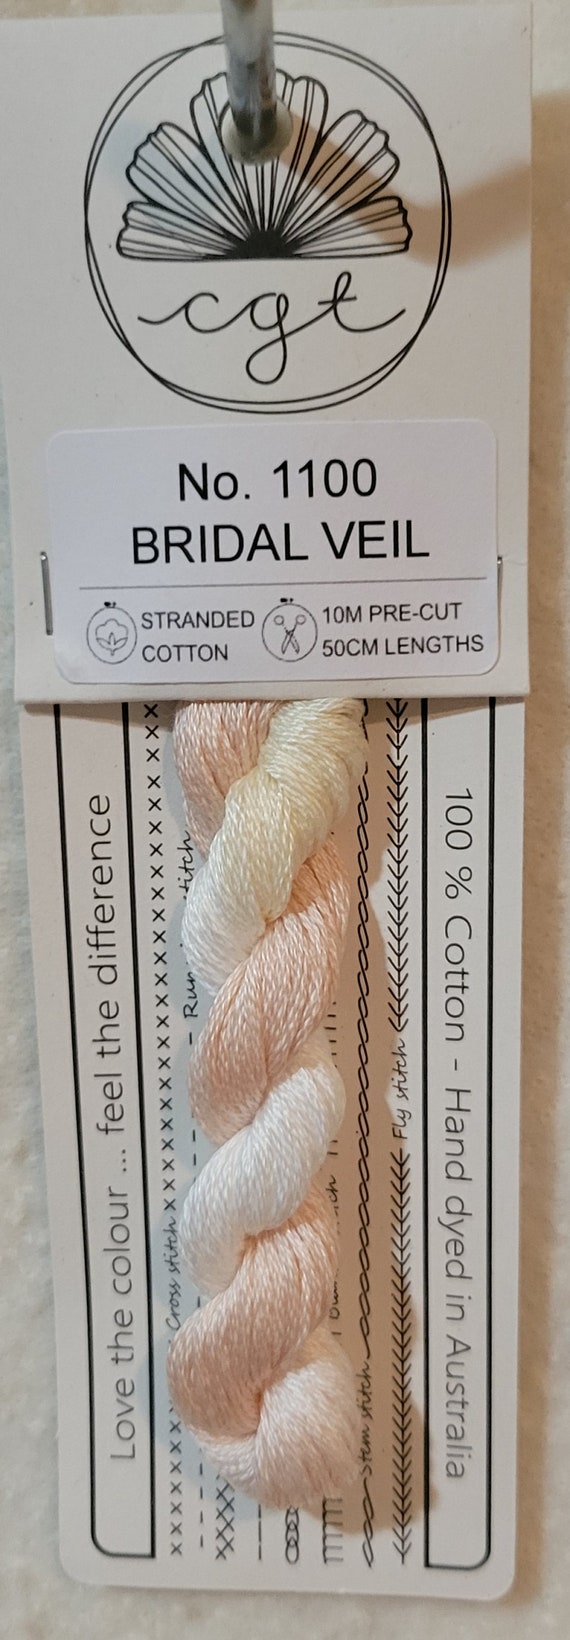 cgt
No. 1100
BRIDAL VEIL
STRANDED
COTTON
10M PRE-CUT
50CM LENGTHS
Love the colour ... feel the difference
Cross stitch
stitch
Stem stitch
Fly stitch
100 % Cotton - Hand dyed in Australia